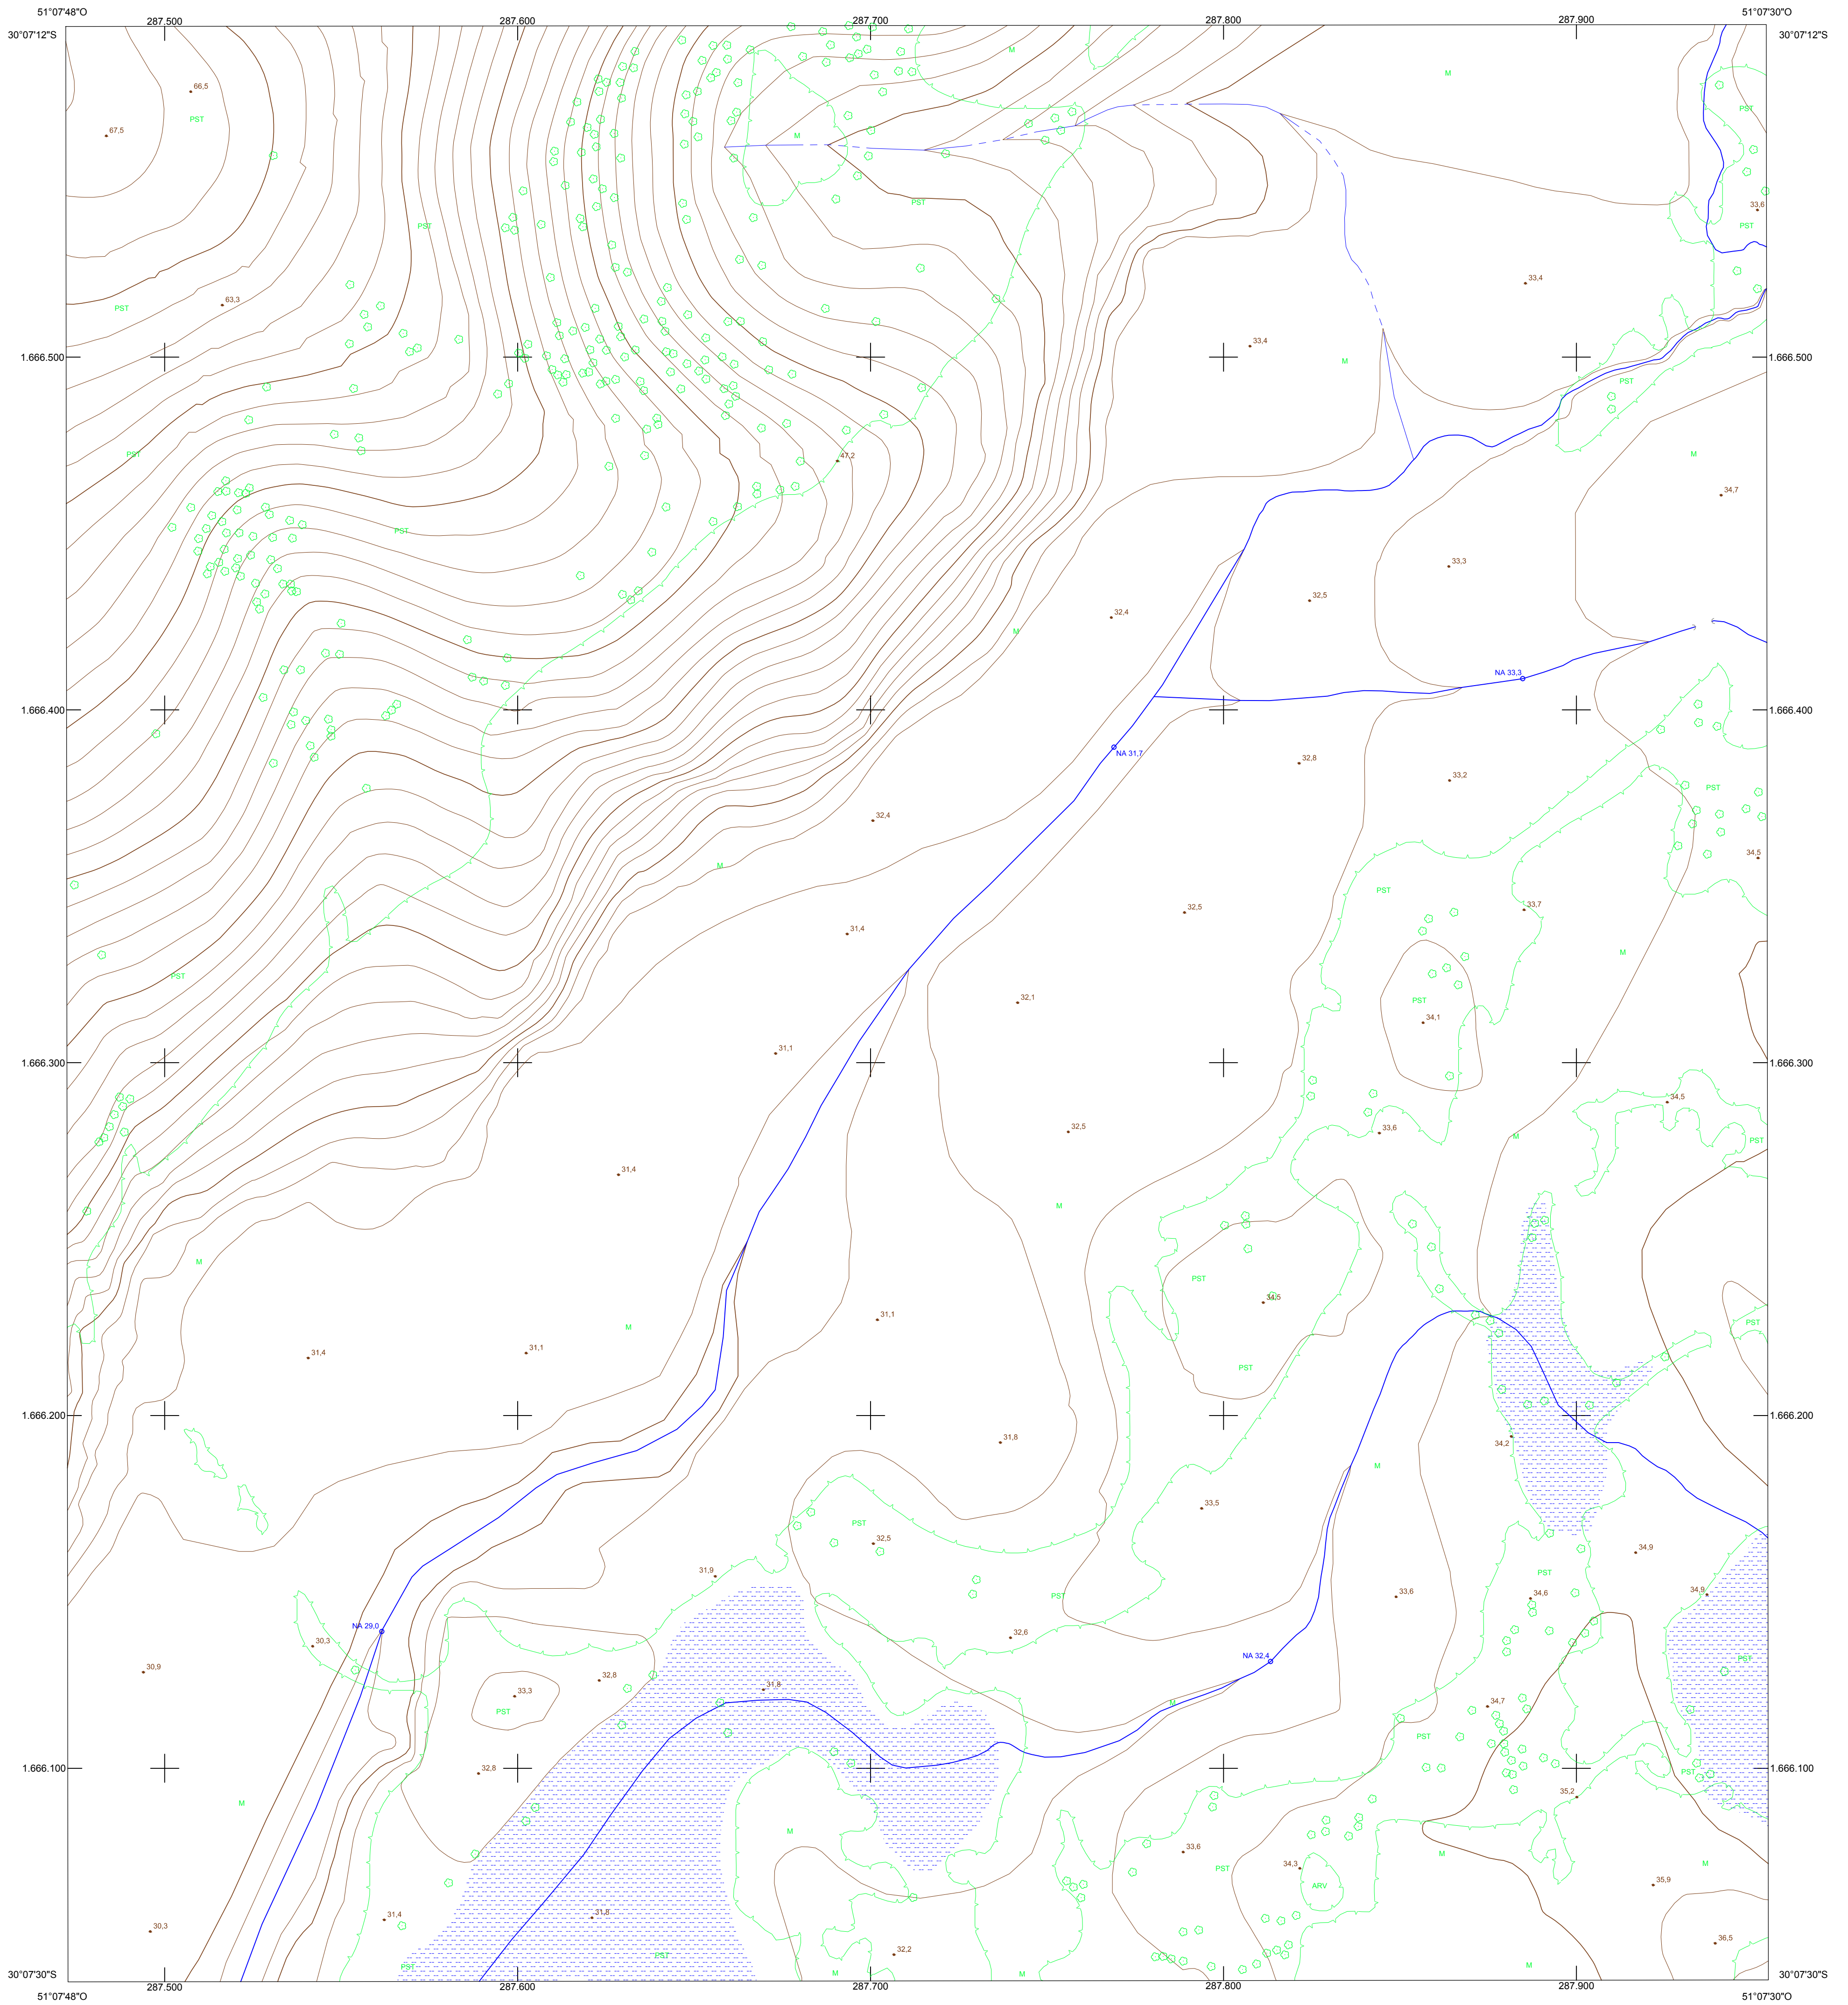 51°07'48"O 51°07'30"O
287.500 287.600 287.700 287.800 287.900
30°07'12"S 30°07'12"S
M
M
66,5
PST
PST
67,5
M
PST
33,6
PST
PST
33,4
63,3
PST
33,4
1.666.500 1.666.500
M
PST
PST
M
47,2
34,7
PST
33,3
32,5
32,4
M
NA 33,3
1.666.400 1.666.400
NA 31,7
32,8
33,2
PST
32,4
34,5
M
PST
33,7
32,5
31,4
M
PST
32,1
PST
34,1
31,1
1.666.300 1.666.300
34,5
32,5
33,6
M
PST
31,4
M
M
PST
34,5
31,1
PST
M
31,1
31,4
PST
1.666.200 1.666.200
31,8
34,2
M
33,5
PST
32,5
34,9
31,9
PST
PST
33,6
34,6
34,9
NA 29,0
32,6
30,3
NA 32,4
PST
30,9
32,8
31,8
33,3
M
34,7
PST
PST
1.666.100 1.666.100
32,8
PST
35,2
M
M
33,6
M
M
PST
34,3
ARV
35,9
31,4
31,8
30,3
36,5
32,2
PST
M
PST
M
M
30°07'30"S 30°07'30"S
287.500 287.600 287.700 287.800 287.900
51°07'48"O 51°07'30"O